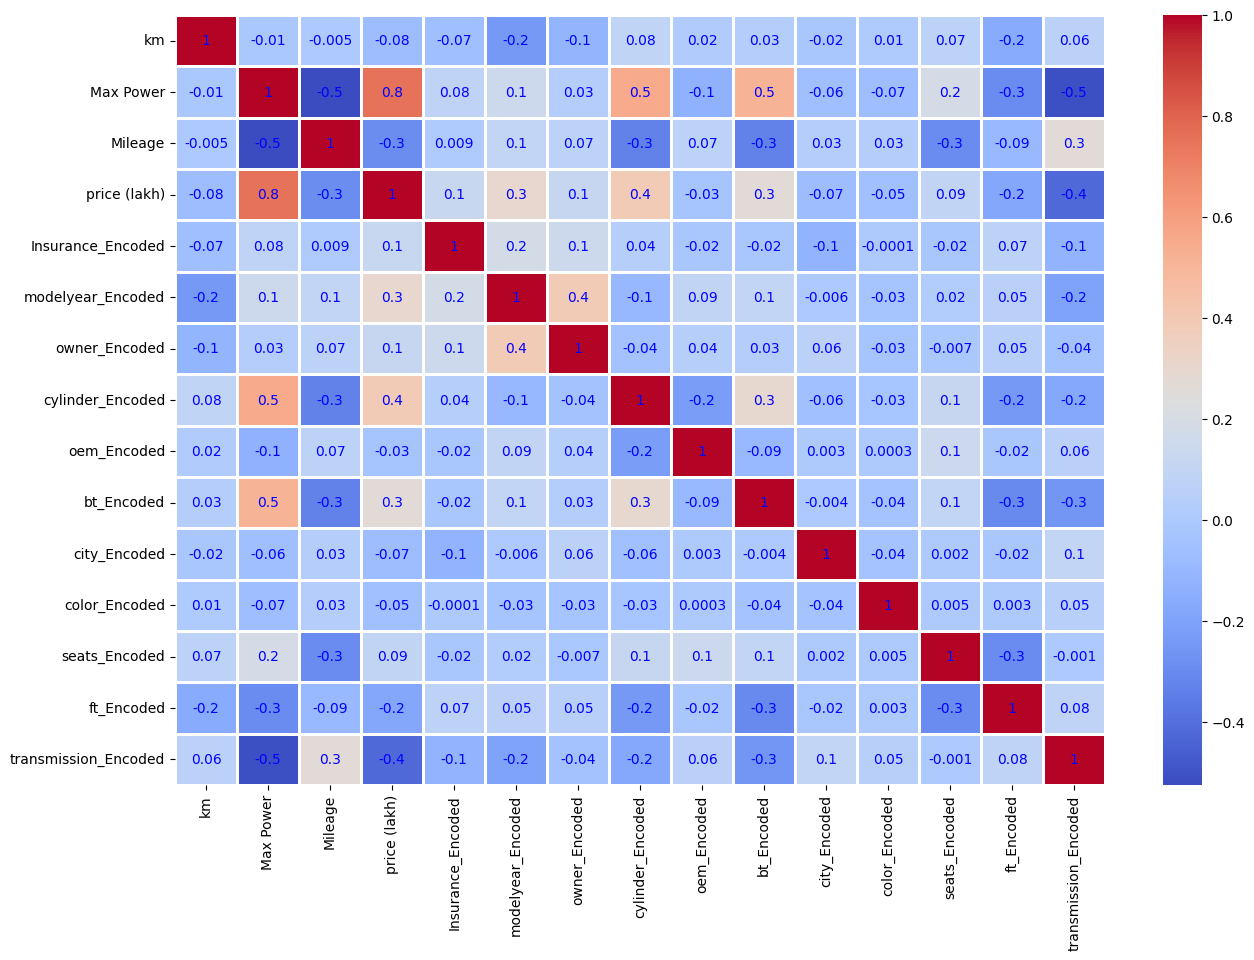 km 1 -0.01 -0.005 -0.08 -0.07 -0.2 -0.1 0.08 0.02 0.03 -0.02 0.01 0.07 -0.2 0.06
Max Power -0.01 1 -0.5 0.8 0.08 0.1 0.03 0.5 -0.1 0.5 -0.06 -0.07 0.2 -0.3 -0.5
Mileage -0.005 -0.5 1 -0.3 0.009 0.1 0.07 -0.3 0.07 -0.3 0.03 0.03 -0.3 -0.09 0.3
price (lakh) -0.08 0.8 -0.3 1 0.1 0.3 0.1 0.4 -0.03 0.3 -0.07 -0.05 0.09 -0.2 -0.4
Insurance_Encoded -0.07 0.08 0.009 0.1 1 0.2 0.1 0.04 -0.02 -0.02 -0.1 -0.0001 -0.02 0.07 -0.1
modelyear_Encoded -0.2 0.1 0.1 0.3 0.2 1 0.4 -0.1 0.09 0.1 -0.006 -0.03 0.02 0.05 -0.2
owner_Encoded -0.1 0.03 0.07 0.1 0.1 0.4 1 -0.04 0.04 0.03 0.06 -0.03 -0.007 0.05 -0.04
cylinder_Encoded 0.08 0.5 -0.3 0.4 0.04 -0.1 -0.04 1 -0.2 0.3 -0.06 -0.03 0.1 -0.2 -0.2
oem_Encoded 0.02 -0.1 0.07 -0.03 -0.02 0.09 0.04 -0.2 1 -0.09 0.003 0.0003 0.1 -0.02 0.06
bt_Encoded 0.03 0.5 -0.3 0.3 -0.02 0.1 0.03 0.3 -0.09 1 -0.004 -0.04 0.1 -0.3 -0.3
city_Encoded -0.02 -0.06 0.03 -0.07 -0.1 -0.006 0.06 -0.06 0.003 -0.004 1 -0.04 0.002 -0.02 0.1
color_Encoded 0.01 -0.07 0.03 -0.05 -0.0001 -0.03 -0.03 -0.03 0.0003 -0.04 -0.04 1 0.005 0.003 0.05
seats_Encoded 0.07 0.2 -0.3 0.09 -0.02 0.02 -0.007 0.1 0.1 0.1 0.002 0.005 1 -0.3 -0.001
ft_Encoded -0.2 -0.3 -0.09 -0.2 0.07 0.05 0.05 -0.2 -0.02 -0.3 -0.02 0.003 -0.3 1 0.08
transmission_Encoded 0.06 -0.5 0.3 -0.4 -0.1 -0.2 -0.04 -0.2 0.06 -0.3 0.1 0.05 -0.001 0.08 1
km
Max Power
Mileage
price (lakh)
Insurance_Encoded
modelyear_Encoded
owner_Encoded
cylinder_Encoded
oem_Encoded
bt_Encoded
city_Encoded
color_Encoded
seats_Encoded
ft_Encoded
transmission_Encoded
1.0
0.8
0.6
0.4
0.2
0.0
−0.2
−0.4